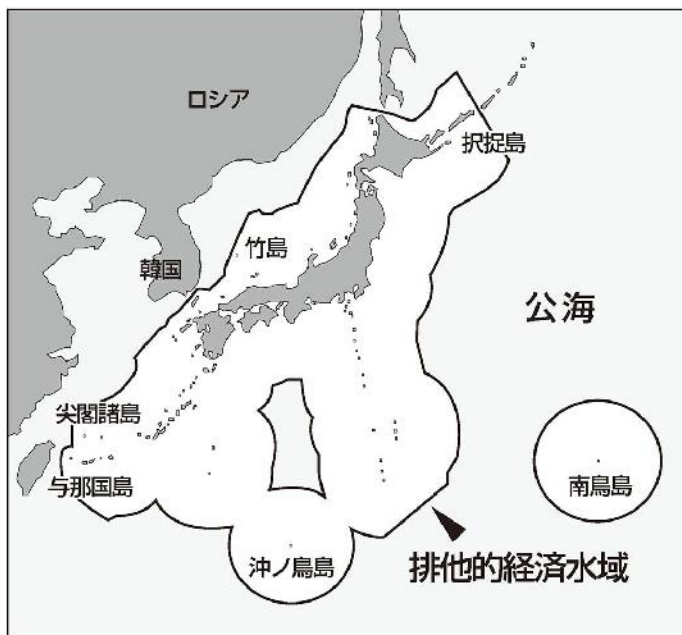 ロシア
択捉島
竹島
韓国
公海
尖閣諸島
与那国島
南鳥島
沖ノ鳥島
排他的経済水域